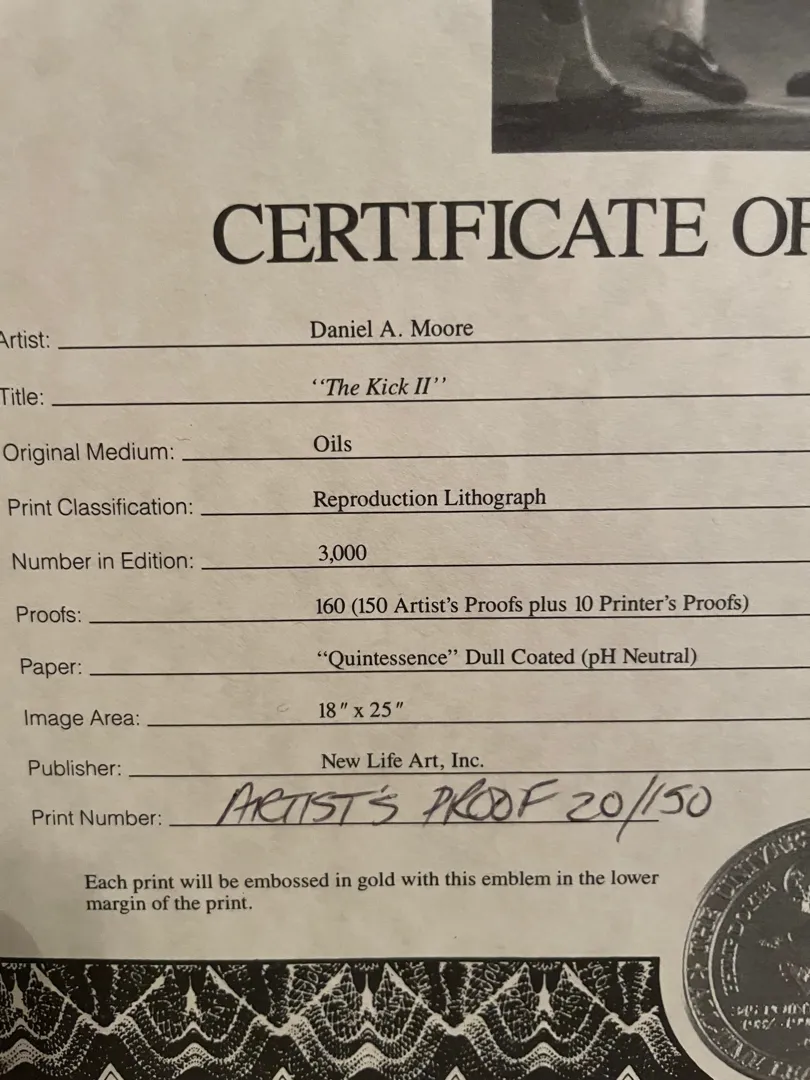 CERTIFICATE OF
Artist: Daniel A. Moore
Title: “The Kick II”
Original Medium: Oils
Print Classification: Reproduction Lithograph
Number in Edition: 3,000
Proofs: 160 (150 Artist’s Proofs plus 10 Printer’s Proofs)
Paper: “Quintessence” Dull Coated (pH Neutral)
Image Area: 18″ x 25″
Publisher: New Life Art, Inc.
Print Number: ARTIST'S PROOF 20/150
Each print will be embossed in gold with this emblem in the lower
margin of the print.